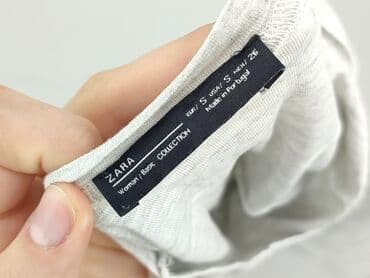 ZARA
Woman / Basic COLLECTION
EUR/ S USA/ S MEX/ 26
Made in Portugal